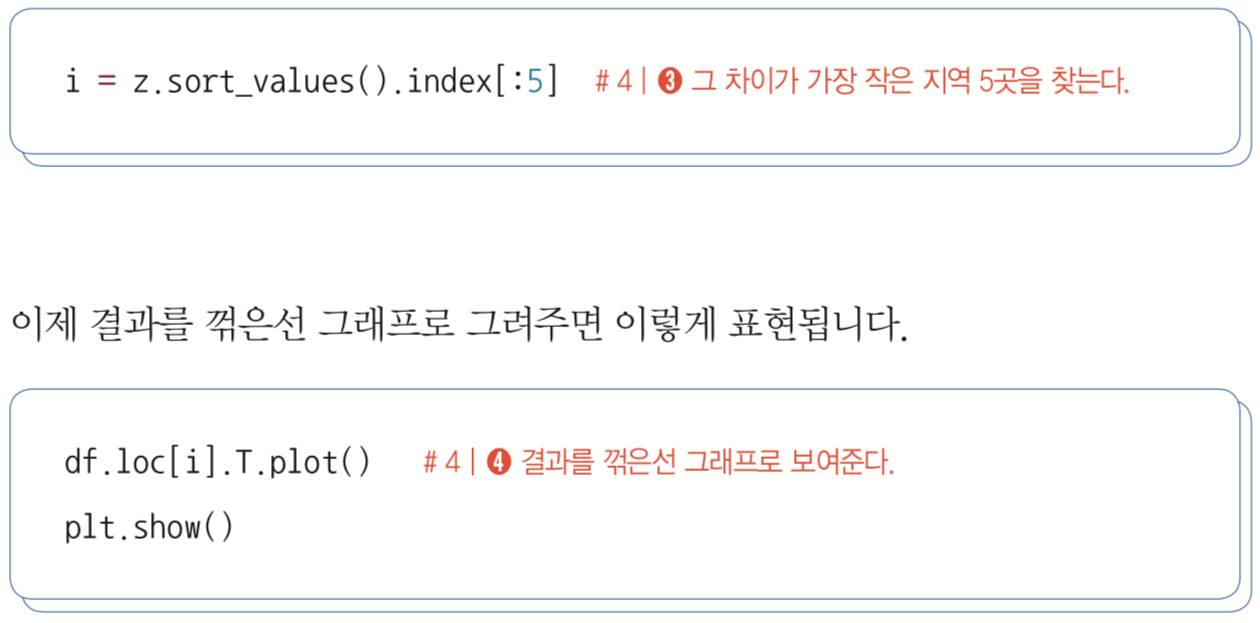 i = z.sort_values().index[:5] # 4 | ❸ 그 차이가 가장 작은 지역 5곳을 찾는다.
이제 결과를 꺾은선 그래프로 그려주면 이렇게 표현됩니다.
df.loc[i].T.plot() # 4 | ❹ 결과를 꺾은선 그래프로 보여준다.
plt.show()